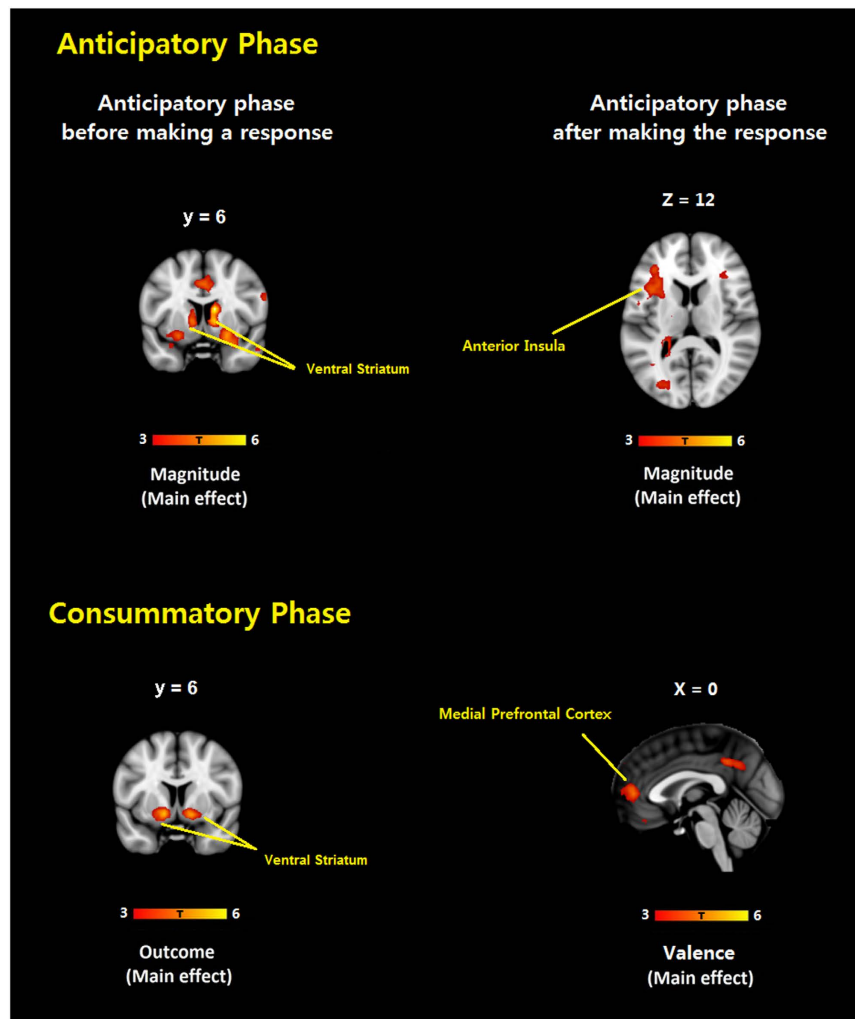 Anticipatory Phase
Anticipatory phase
before making a response
Anticipatory phase
after making the response
y = 6
Z = 12
Ventral Striatum
Anterior Insula
3 T 6
3 T 6
Magnitude
(Main effect)
Magnitude
(Main effect)
Consummatory Phase
y = 6
X = 0
Medial Prefrontal Cortex
Ventral Striatum
3 T 6
3 T 6
Outcome
(Main effect)
Valence
(Main effect)